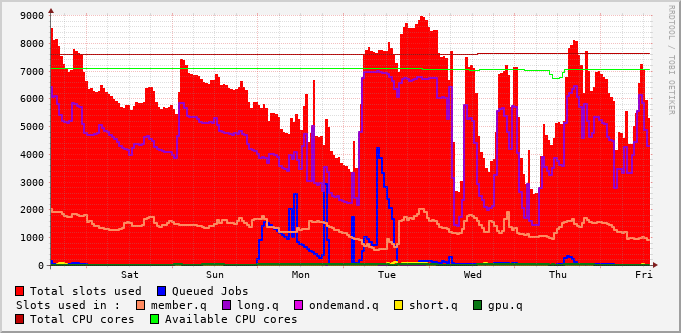 RRDTOOL / TOBI OETIKER
9000
8000
7000
6000
5000
4000
3000
2000
1000
0
Sat Sun Mon Tue Wed Thu Fri
Total slots used Queued Jobs
Slots used in : member.q long.q ondemand.q short.q gpu.q
Total CPU cores Available CPU cores